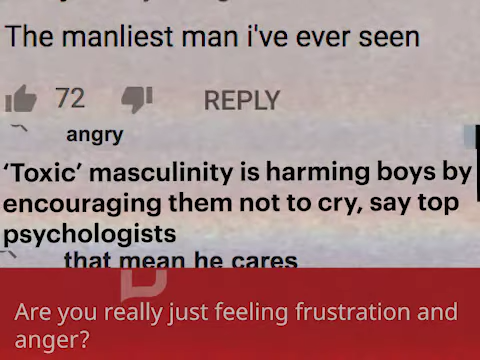 The manliest man i've ever seen
72
REPLY
angry
‘Toxic’ masculinity is harming boys by
encouraging them not to cry, say top
psychologists
that mean he cares
Are you really just feeling frustration and
anger?